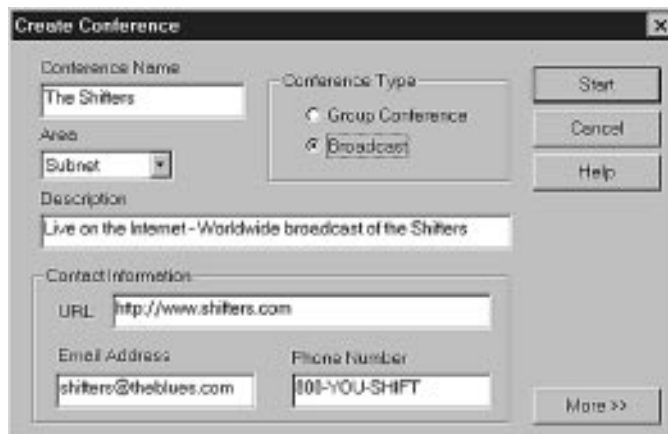 Create Conference
Conference Name
The Shifters
Conference Type
Group Conference
Broadcast
Start
Cancel
Help
Area
Subnet
Description
Live on the Internet - Worldwide broadcast of the Shifters
Contact Information
URL http://www.shifters.com
Email Address
shifters@theblues.com
Phone Number
800-YOU-SHIFT
More >>